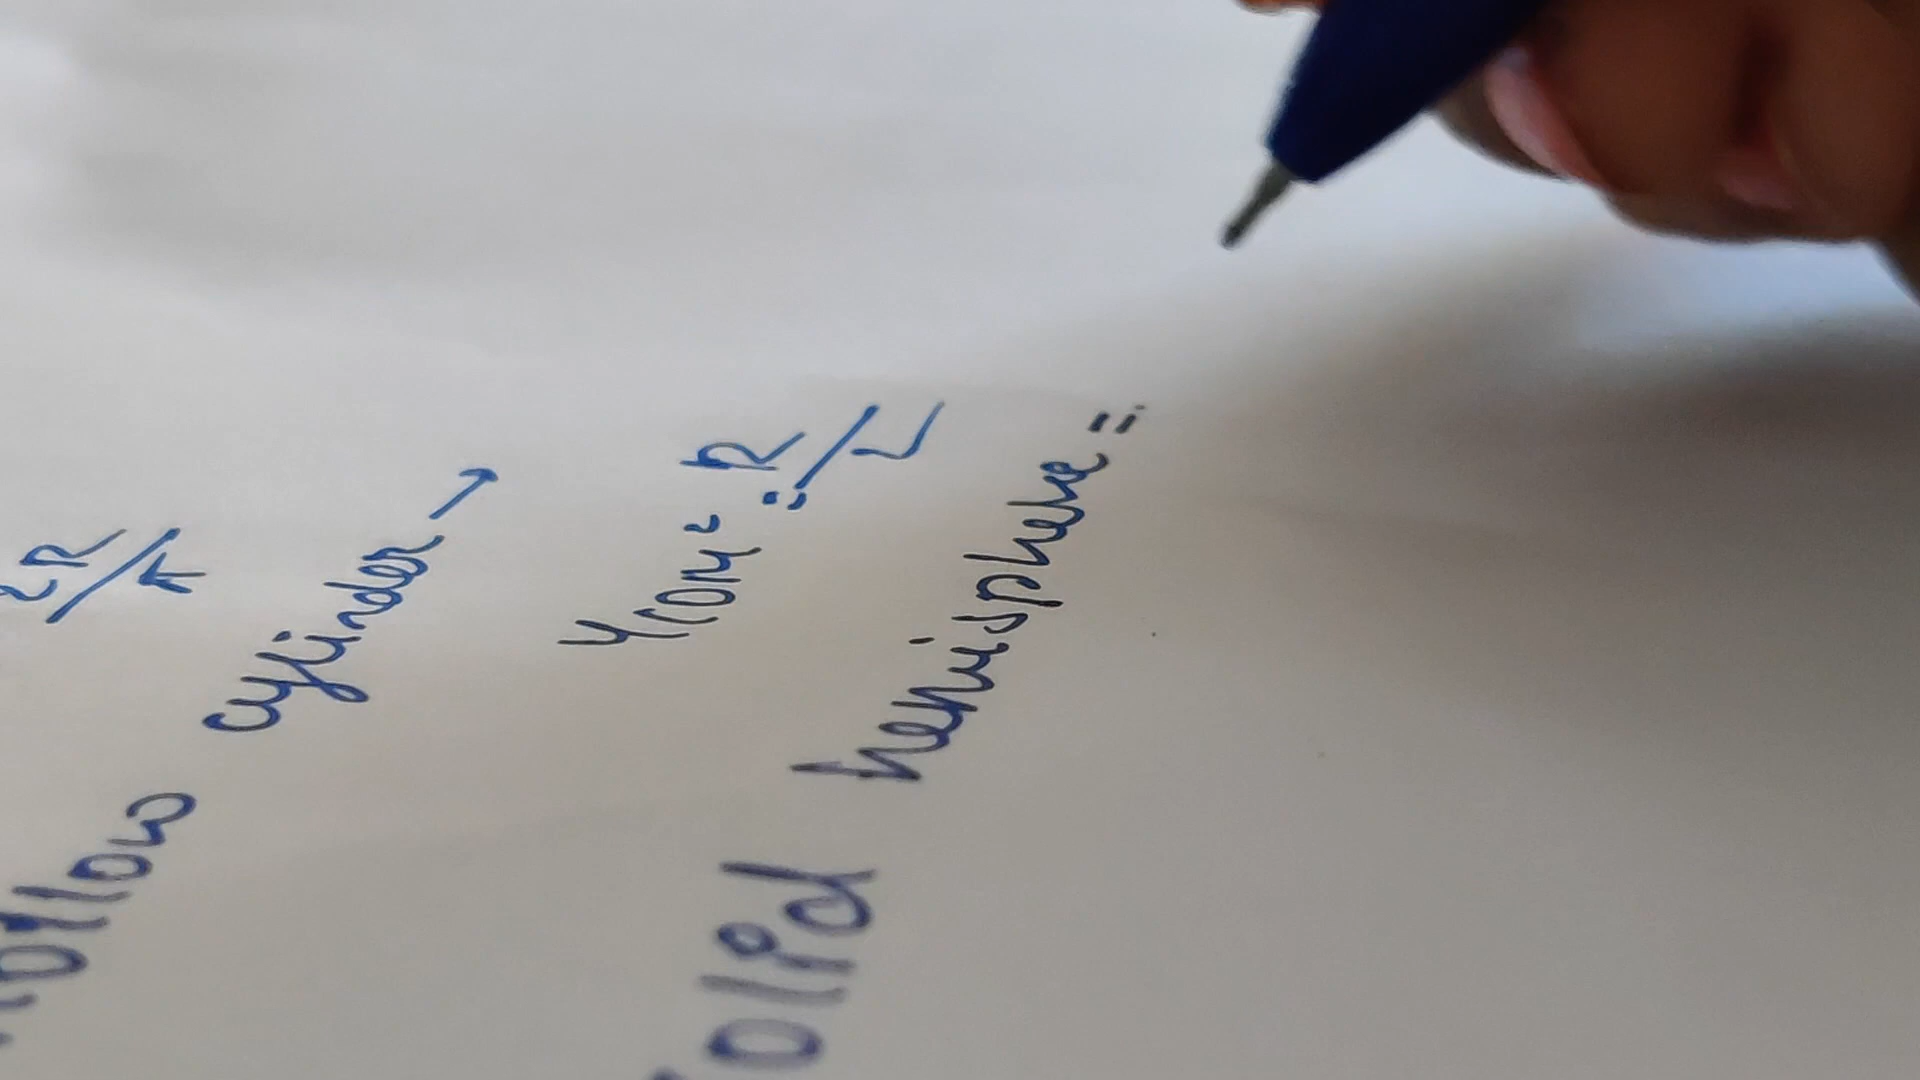 2R/π
Hollow cylinder →
YCOM = R/2
Solid hemisphere =